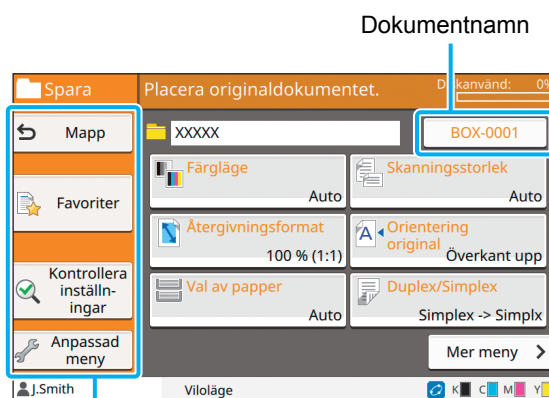 Dokumentnamn
Spara
Placera originaldokumentet.
Diskanvänd: 0%
Mapp
XXXXX
BOX-0001
Favoriter
Färgläge
Auto
Skanningsstorlek
Auto
Återgivningsformat
100 % (1:1)
Orientering
original
Överkant upp
Kontrollera
inställn-
ingar
Val av papper
Auto
Duplex/Simplex
Simplex -> Simplx
Anpassad
meny
Mer meny
J.Smith
Viloläge
K C M Y